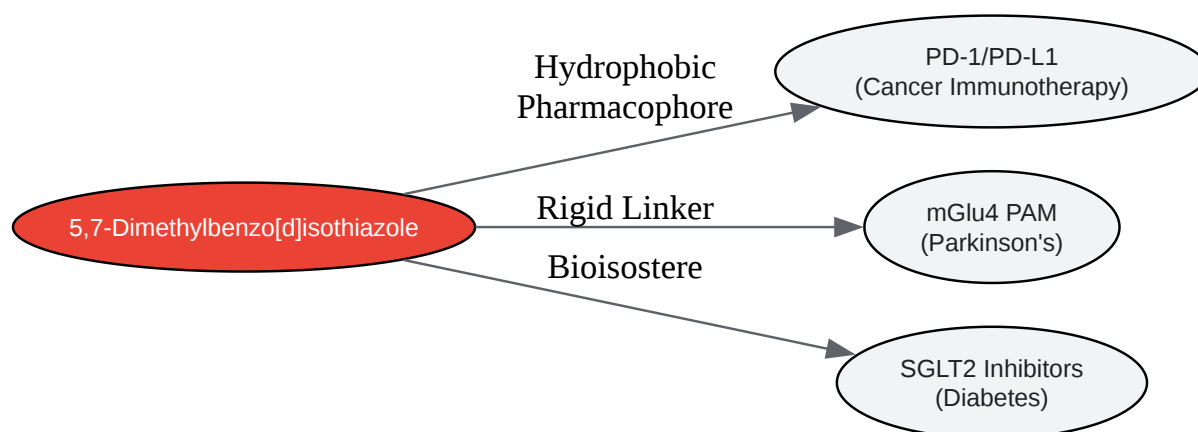 Hydrophobic
Pharmacophore
PD-1/PD-L1
(Cancer Immunotherapy)
5,7-Dimethylbenzo[d]isothiazole
Rigid Linker
mGlu4 PAM
(Parkinson's)
Bioisostere
SGLT2 Inhibitors
(Diabetes)